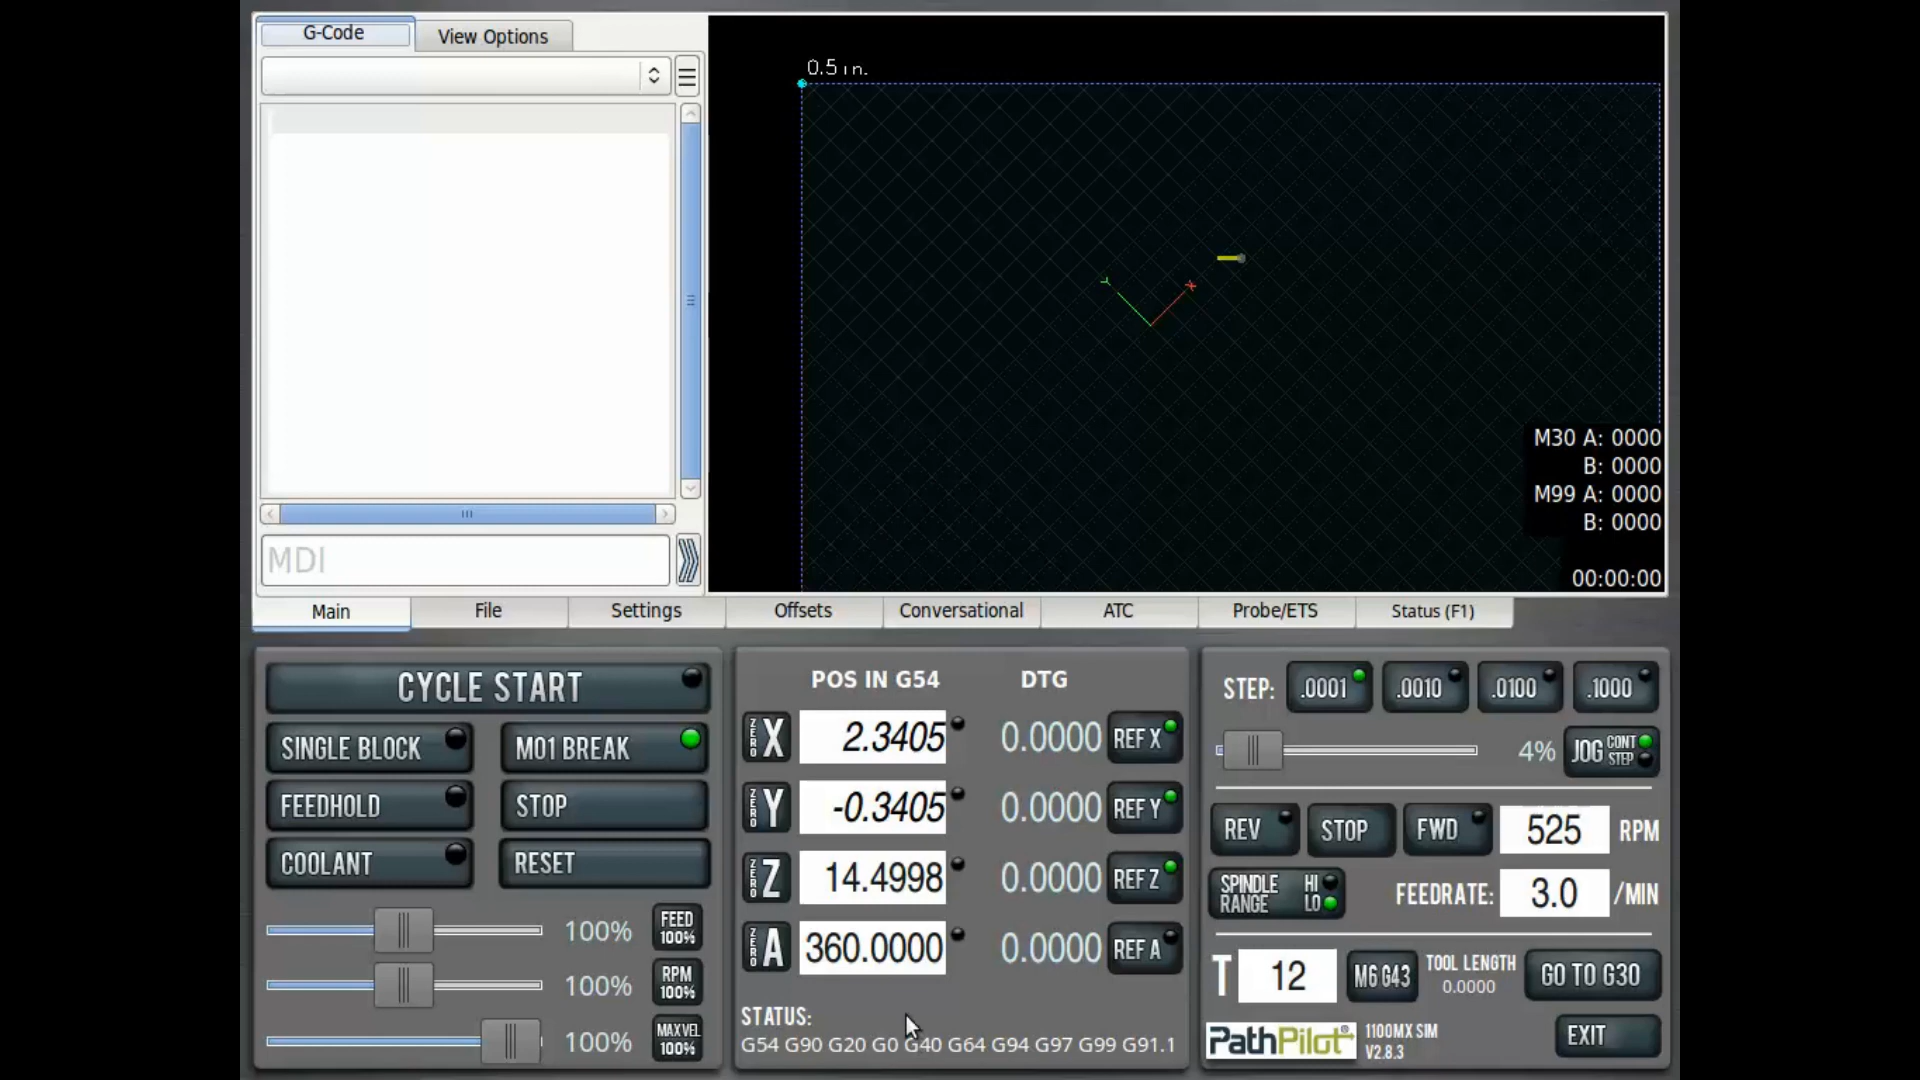 G-Code
View Options
0.5 in.
M30 A: 0000
B: 0000
M99 A: 0000
B: 0000
00:00:00
MDI
Main
File
Settings
Offsets
Conversational
ATC
Probe/ETS
Status (F1)
CYCLE START
SINGLE BLOCK
M01 BREAK
FEEDHOLD
STOP
COOLANT
RESET
100%
FEED 100%
100%
RPM 100%
100%
MAXVEL 100%
POS IN G54
DTG
ZERO X
2.3405
0.0000
REF X
ZERO Y
-0.3405
0.0000
REF Y
ZERO Z
14.4998
0.0000
REF Z
ZERO A
360.0000
0.0000
REF A
STATUS:
G54 G90 G20 G0 G40 G64 G94 G97 G99 G91.1
STEP:
.0001
.0010
.0100
.1000
4%
JOG CONT STEP
REV
STOP
FWD
525
RPM
SPINDLE RANGE HI LO
FEEDRATE:
3.0
/MIN
T
12
M6 G43
TOOL LENGTH
0.0000
GO TO G30
PathPilot®
1100MX SIM
V2.8.3
EXIT
X
Y